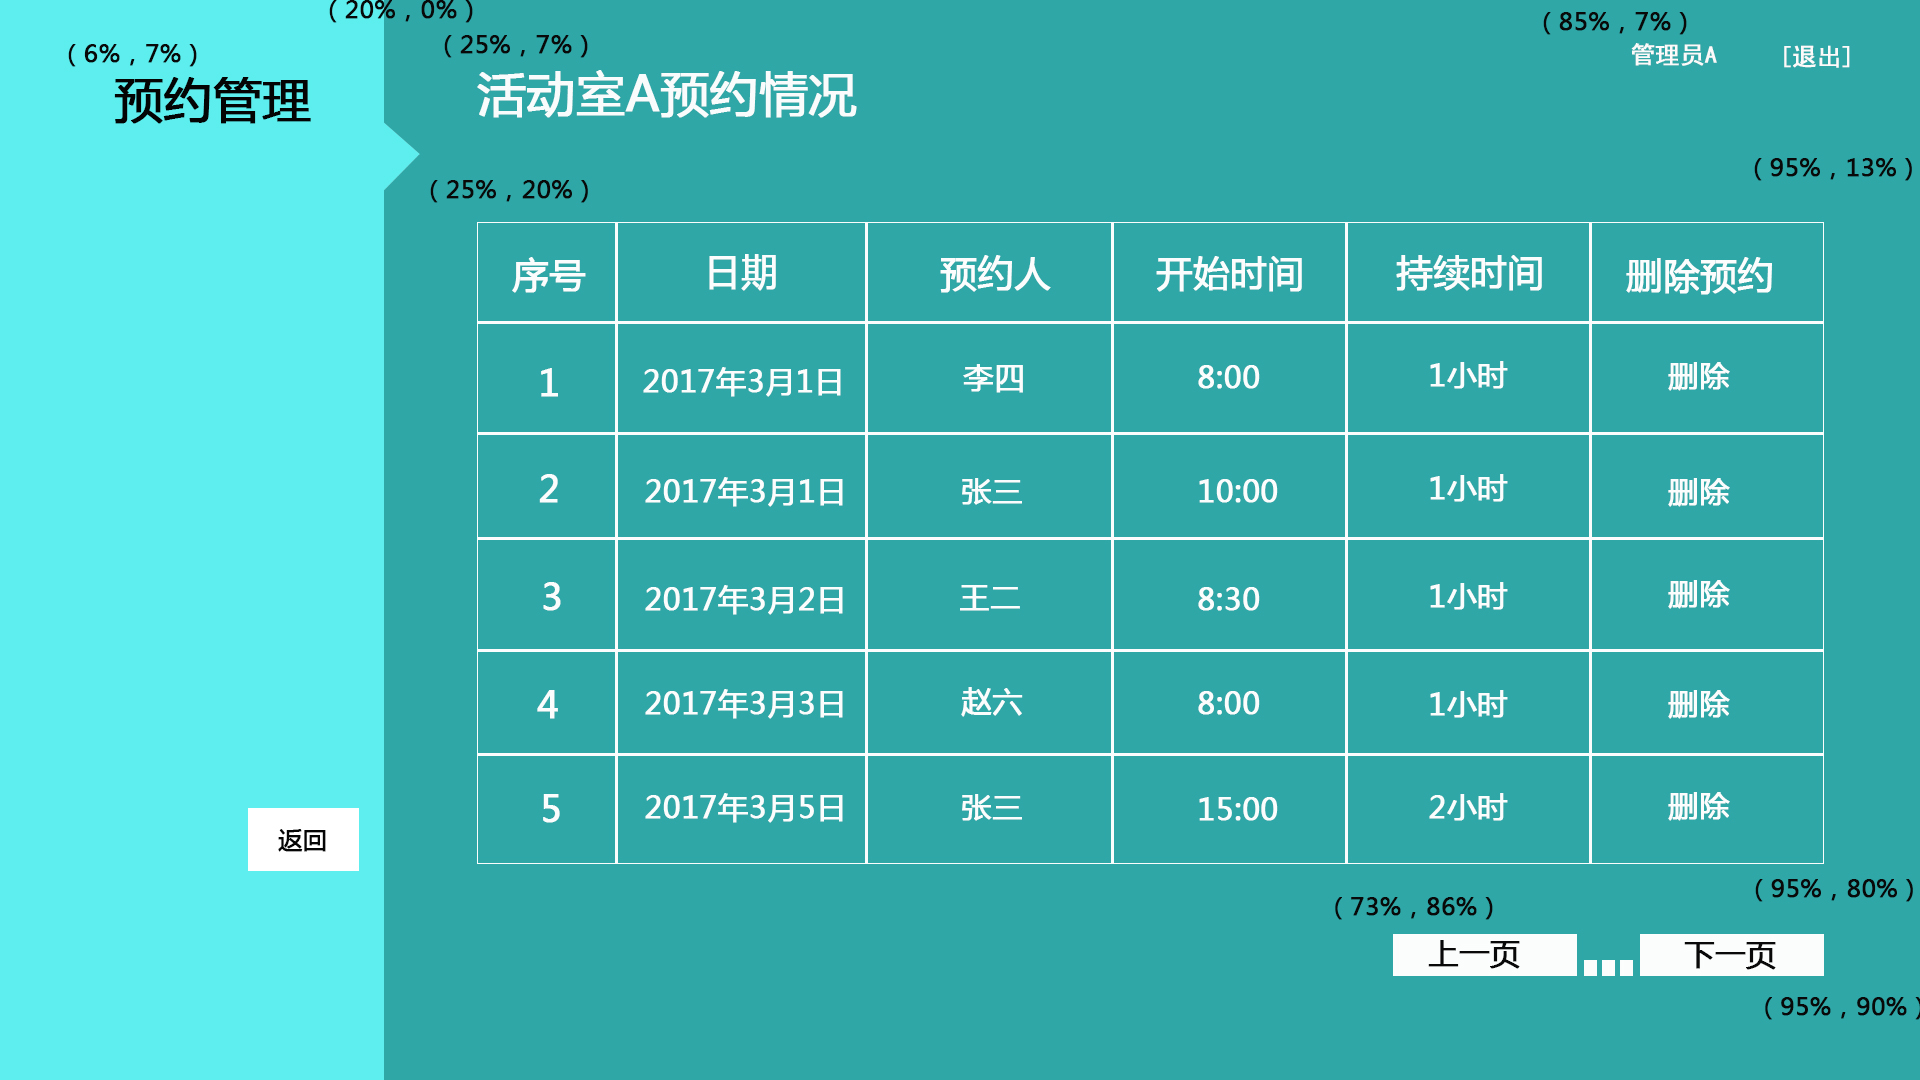 （20%，0%）
（6%，7%）
预约管理
（25%，7%）
活动室A预约情况
（85%，7%）
管理员A [退出]
（95%，13%）
（25%，20%）
序号 日期 预约人 开始时间 持续时间 删除预约
1 2017年3月1日 李四 8:00 1小时 删除
2 2017年3月1日 张三 10:00 1小时 删除
3 2017年3月2日 王二 8:30 1小时 删除
4 2017年3月3日 赵六 8:00 1小时 删除
5 2017年3月5日 张三 15:00 2小时 删除
返回
（95%，80%）
（73%，86%）
上一页 下一页
（95%，90%）